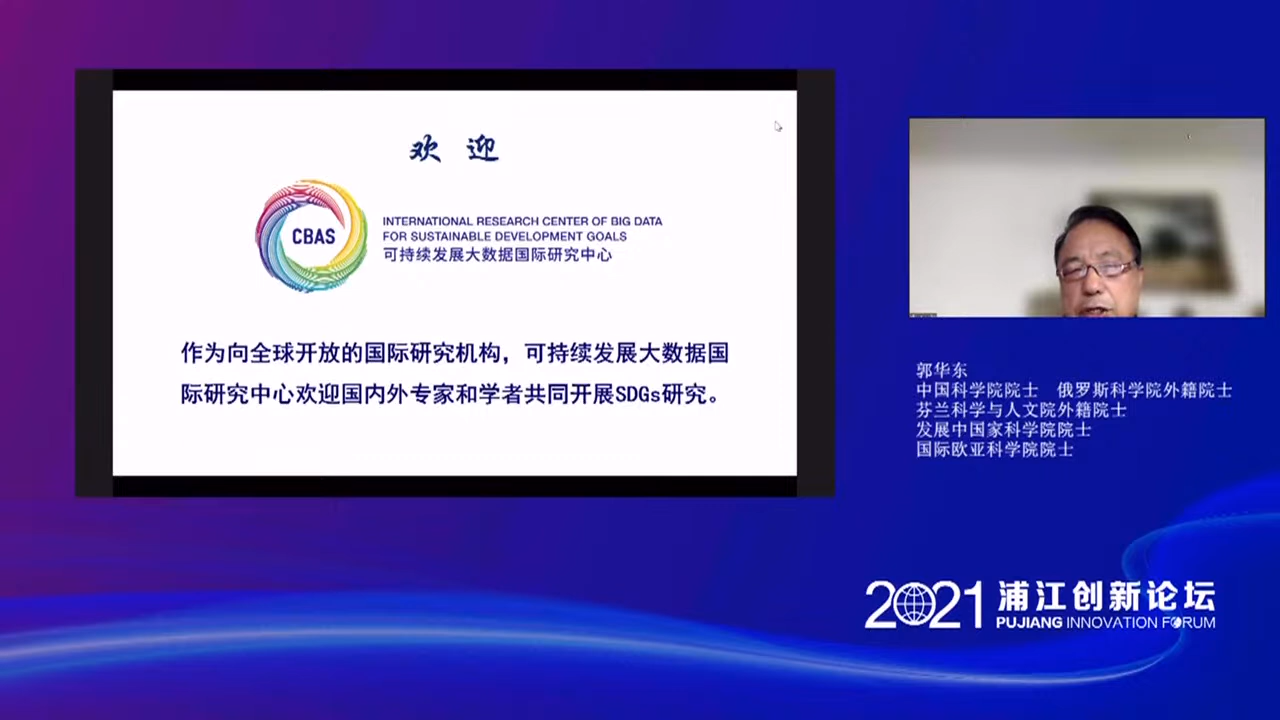 欢 迎
CBAS
INTERNATIONAL RESEARCH CENTER OF BIG DATA
FOR SUSTAINABLE DEVELOPMENT GOALS
可持续发展大数据国际研究中心
作为向全球开放的国际研究机构，可持续发展大数据国
际研究中心欢迎国内外专家和学者共同开展SDGs研究。
郭华东
中国科学院院士 俄罗斯科学院外籍院士
芬兰科学与人文院外籍院士
发展中国家科学院院士
国际欧亚科学院院士
2021 浦江创新论坛
PUJIANG INNOVATION FORUM